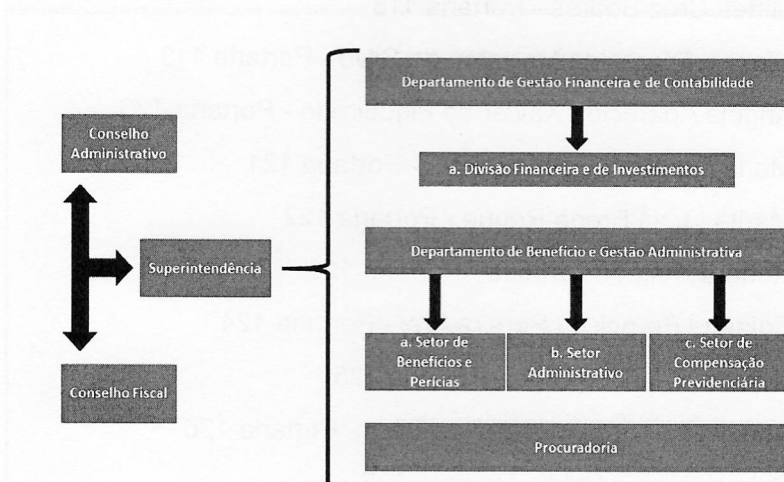 Departamento de Gestão Financeira e de Contabilidade
Conselho
Administrativo
a. Divisão Financeira e de Investimentos
Departamento de Benefício e Gestão Administrativa
Superintendência
a. Setor de
Benefícios e
Perícias
b. Setor
Administrativo
c. Setor de
Compensação
Previdenciária
Conselho Fiscal
Procuradoria